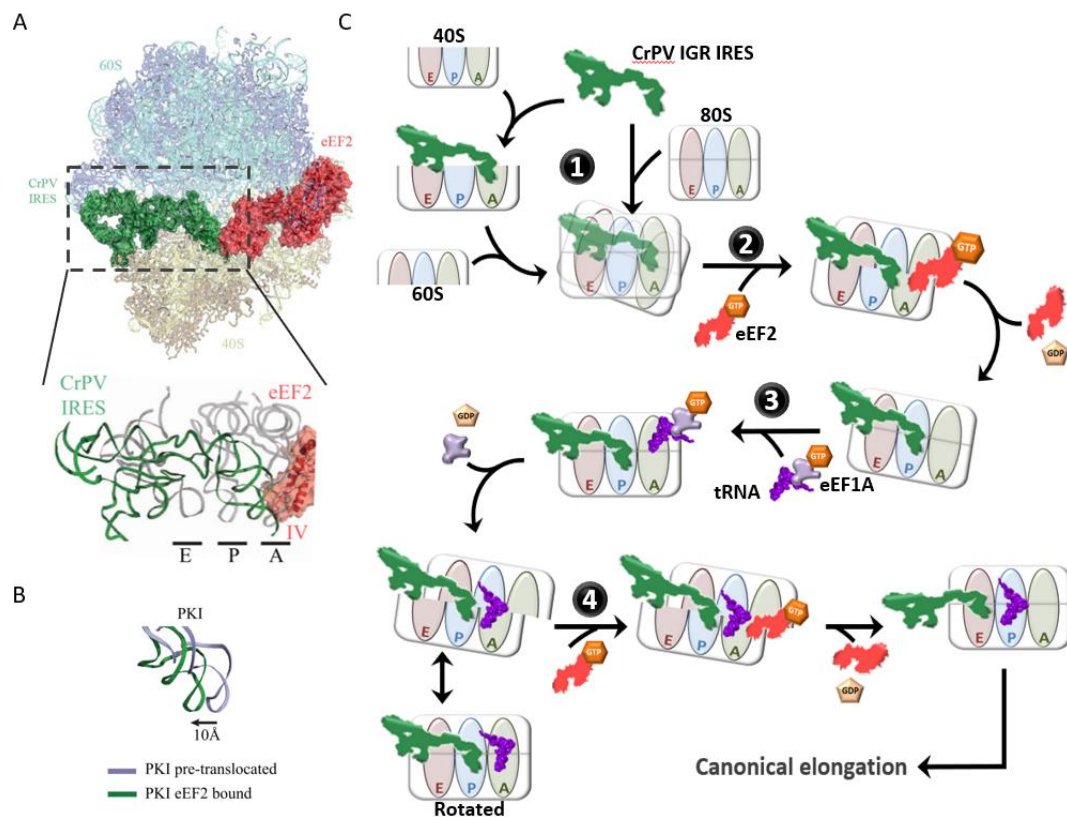 A
60S
eEF2
CrPV
IRES
40S
CrPV
IRES
eEF2
IV
E P A
B
PKI
10Å
PKI pre-translocated
PKI eEF2 bound
C
40S
E P A
CrPV IGR IRES
80S
E P A
1
E P A
E P A
60S
2
GTP
eEF2
GTP
E P A
GDP
3
GTP
tRNA
eEF1A
GTP
E P A
E P A
GDP
E P A
4
GTP
GTP
E P A
GDP
E P A
E P A
Rotated
Canonical elongation